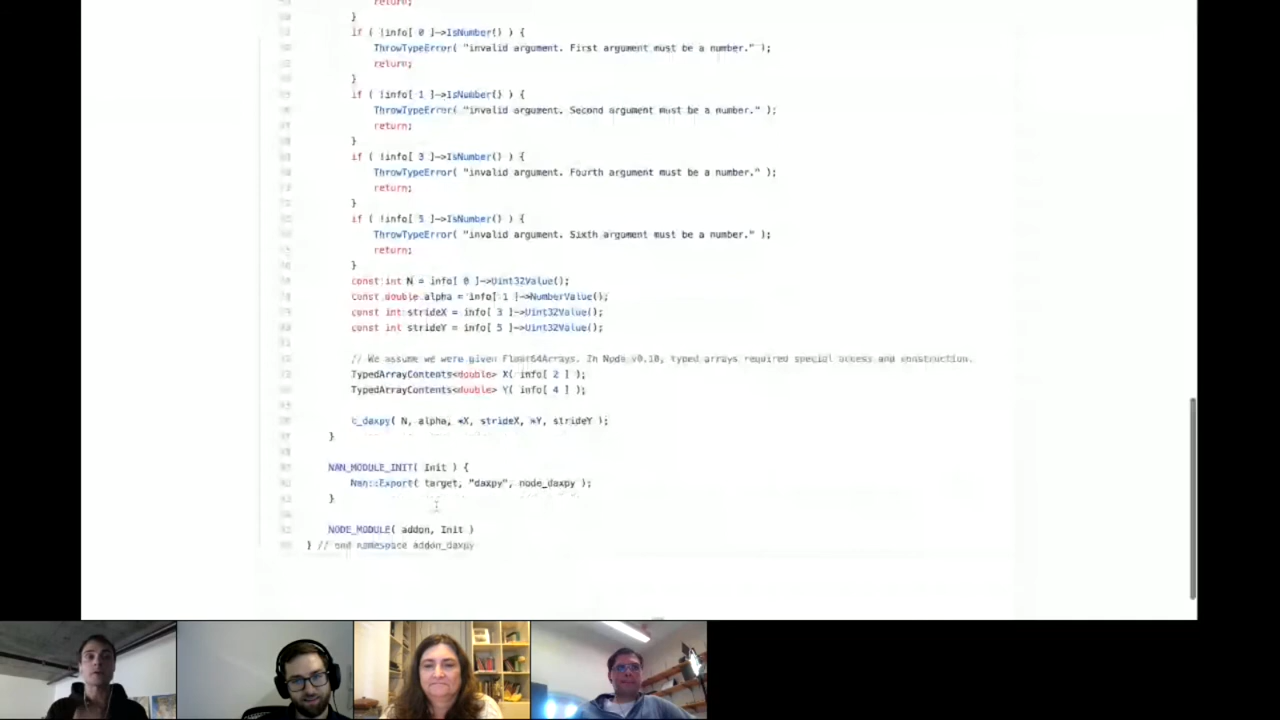 return;
}
if ( !info[ 0 ]->IsNumber() ) {
ThrowTypeError( "invalid argument. First argument must be a number." );
return;
}
if ( !info[ 1 ]->IsNumber() ) {
ThrowTypeError( "invalid argument. Second argument must be a number." );
return;
}
if ( !info[ 3 ]->IsNumber() ) {
ThrowTypeError( "invalid argument. Fourth argument must be a number." );
return;
}
if ( !info[ 5 ]->IsNumber() ) {
ThrowTypeError( "invalid argument. Sixth argument must be a number." );
return;
}
const int N = info[ 0 ]->Uint32Value();
const double alpha = info[ 1 ]->NumberValue();
const int strideX = info[ 3 ]->Uint32Value();
const int strideY = info[ 5 ]->Uint32Value();
// We assume we were given Float64Arrays. In Node v0.10, typed arrays required special access and construction.
TypedArrayContents<double> X( info[ 2 ] );
TypedArrayContents<double> Y( info[ 4 ] );
c_daxpy( N, alpha, *X, strideX, *Y, strideY );
}
NAN_MODULE_INIT( Init ) {
Nan::Export( target, "daxpy", node_daxpy );
}
NODE_MODULE( addon, Init )
} // end namespace addon_daxpy